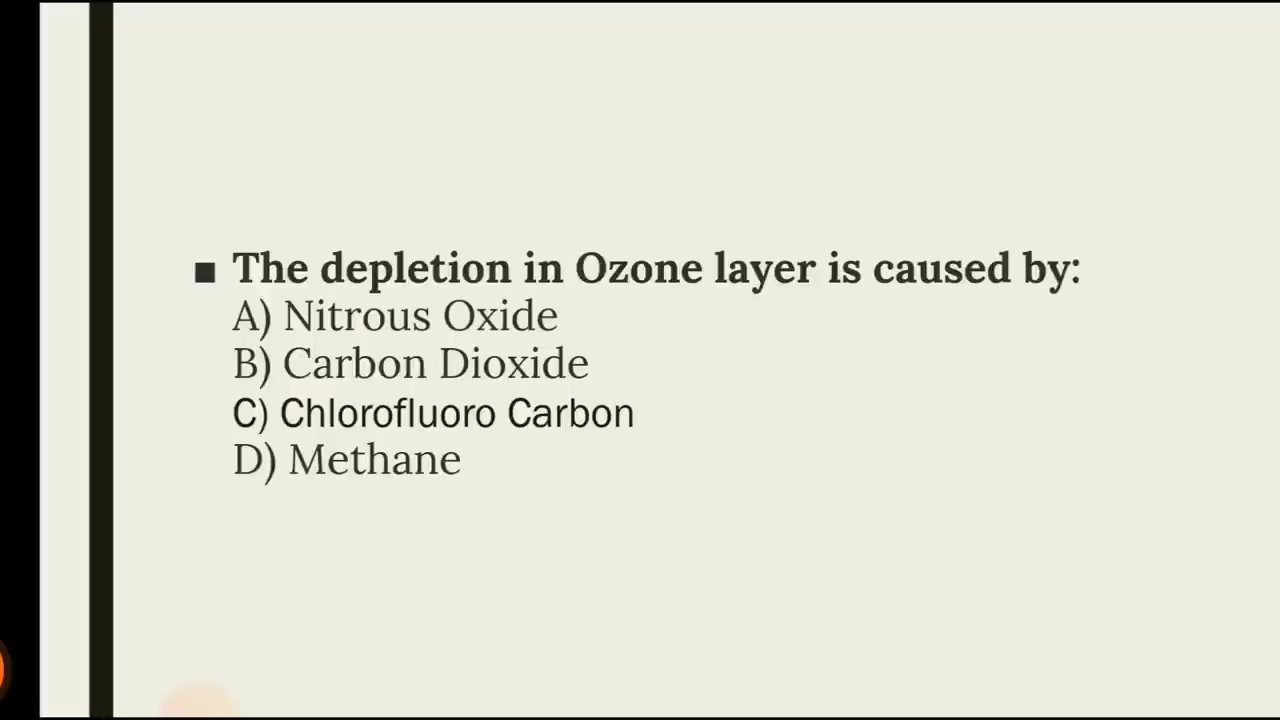 ■ The depletion in Ozone layer is caused by:
A) Nitrous Oxide
B) Carbon Dioxide
C) Chlorofluoro Carbon
D) Methane